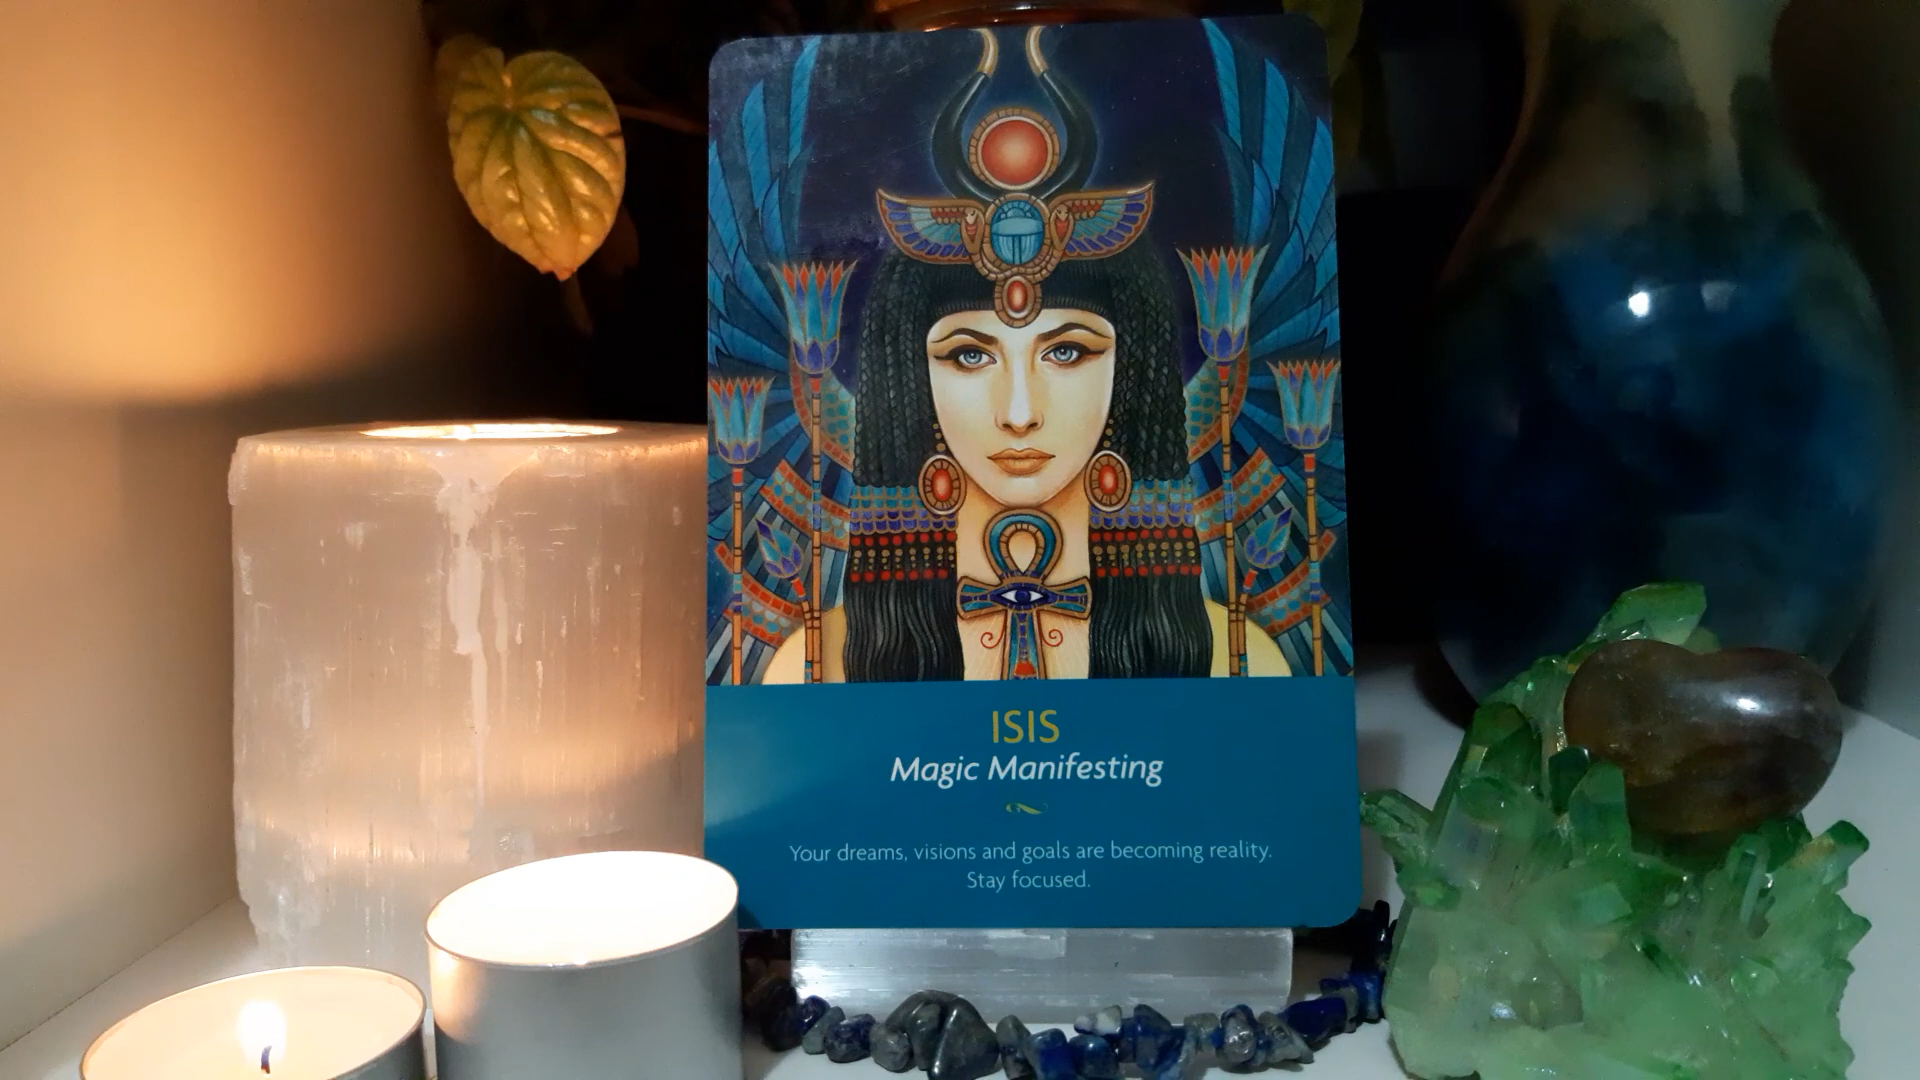 ISIS
Magic Manifesting
Your dreams, visions and goals are becoming reality.
Stay focused.